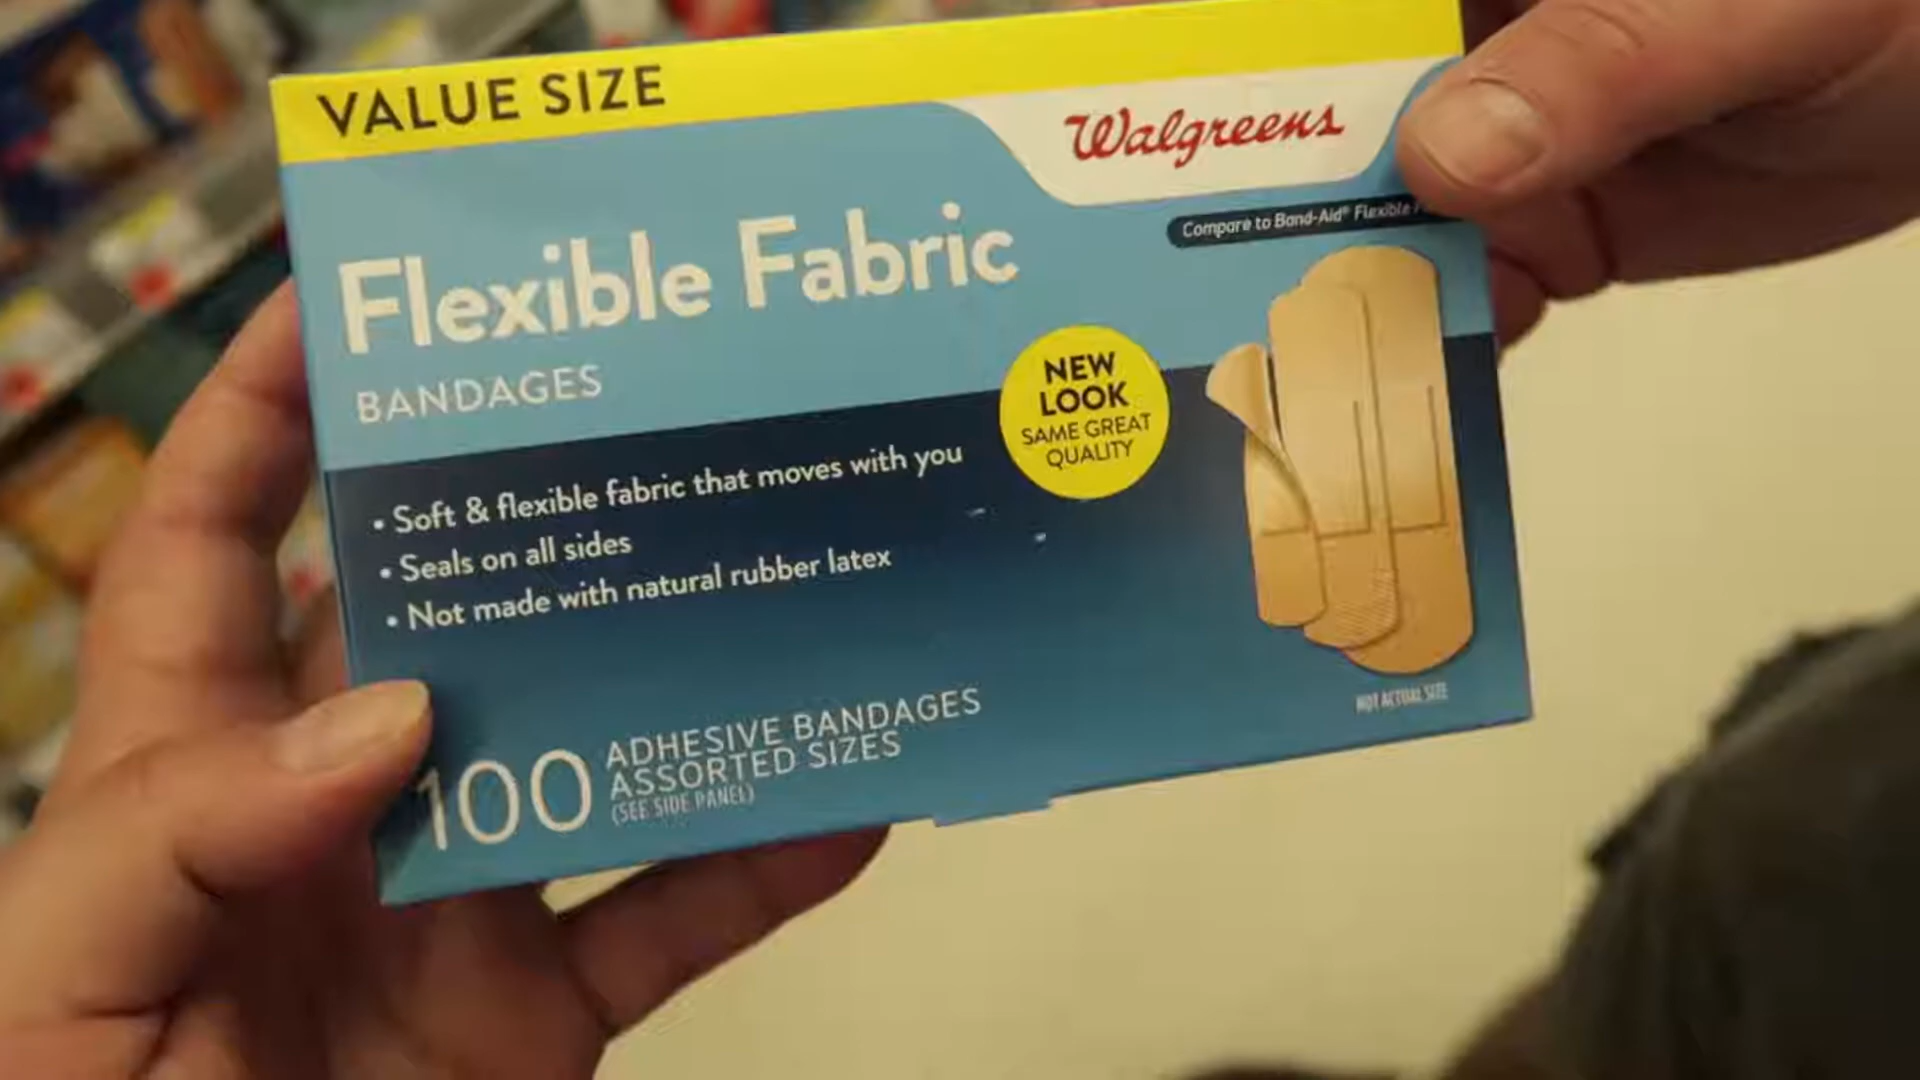 VALUE SIZE
Walgreens
Compare to Band-Aid® Flexible
Flexible Fabric
BANDAGES
NEW
LOOK
SAME GREAT
QUALITY
• Soft & flexible fabric that moves with you
• Seals on all sides
• Not made with natural rubber latex
NOT ACTUAL SIZE
100 ADHESIVE BANDAGES
ASSORTED SIZES
(SEE SIDE PANEL)